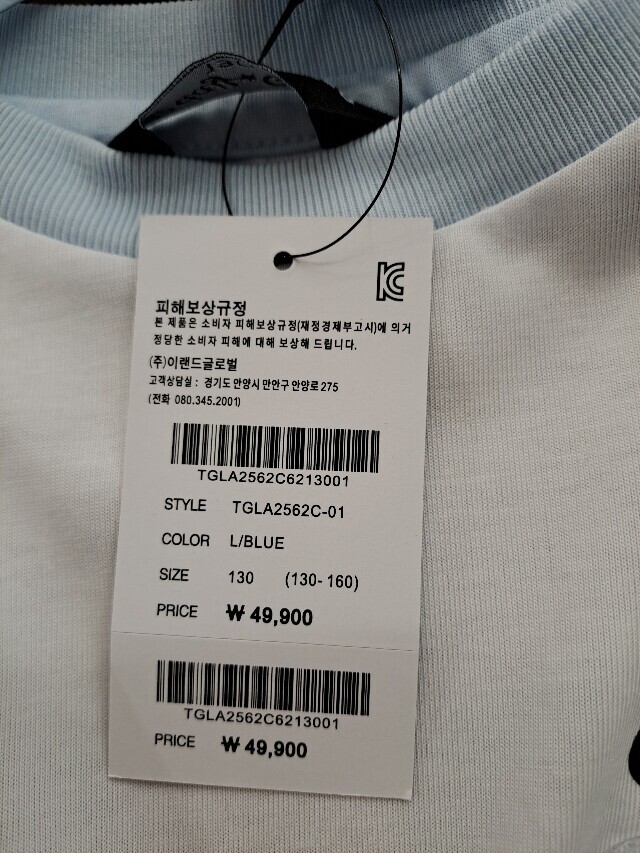 피해보상규정
본 제품은 소비자 피해보상규정(재정경제부고시)에 의거
정당한 소비자 피해에 대해 보상해 드립니다.
(주)이랜드글로벌
고객상담실 : 경기도 안양시 만안구 안양로 275
(전화 080.345.2001)
TGLA2562C6213001
STYLE TGLA2562C-01
COLOR L/BLUE
SIZE 130 (130-160)
PRICE ₩ 49,900
TGLA2562C6213001
PRICE ₩ 49,900